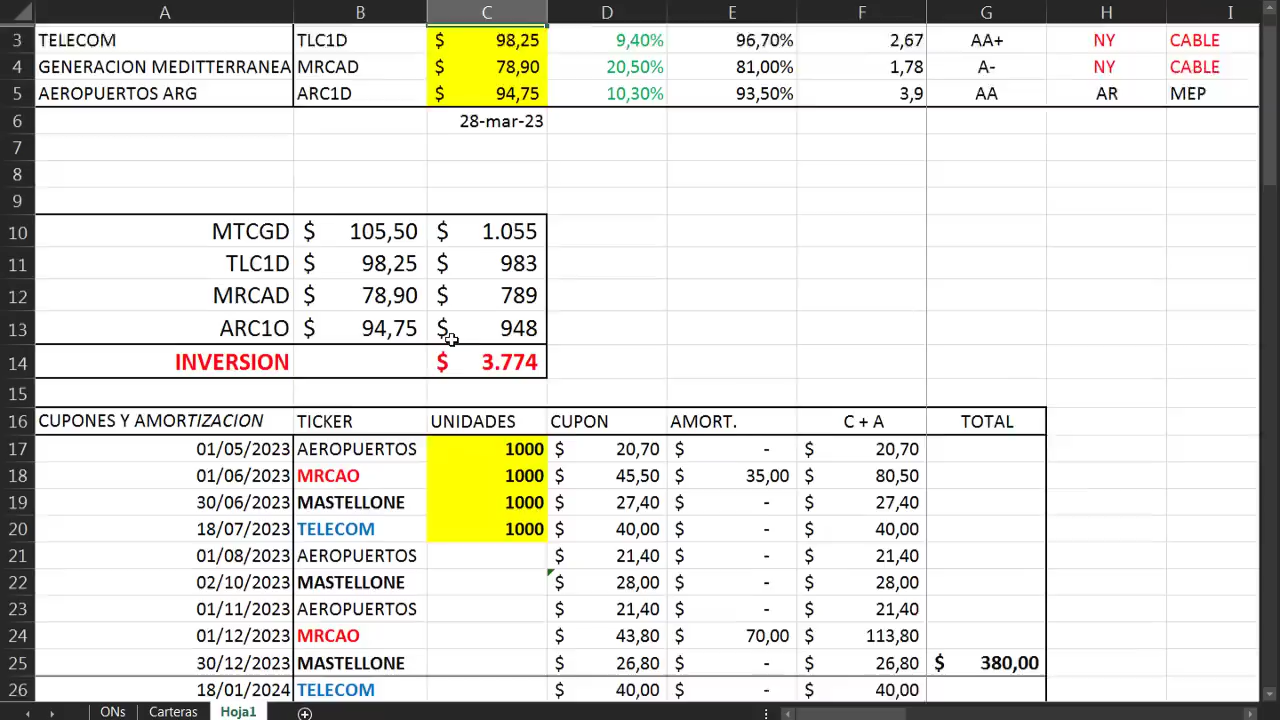 A B C D E F G H I
3 TELECOM TLC1D $ 98,25 9,40% 96,70% 2,67 AA+ NY CABLE
4 GENERACION MEDITTERRANEA MRCAD $ 78,90 20,50% 81,00% 1,78 A- NY CABLE
5 AEROPUERTOS ARG ARC1D $ 94,75 10,30% 93,50% 3,9 AA AR MEP
6 28-mar-23
7
8
9
10 MTCGD $ 105,50 $ 1.055
11 TLC1D $ 98,25 $ 983
12 MRCAD $ 78,90 $ 789
13 ARC1O $ 94,75 $ 948
14 INVERSION $ 3.774
15
16 CUPONES Y AMORTIZACION TICKER UNIDADES CUPON AMORT. C + A TOTAL
17 01/05/2023 AEROPUERTOS 1000 $ 20,70 $ - $ 20,70
18 01/06/2023 MRCAO 1000 $ 45,50 $ 35,00 $ 80,50
19 30/06/2023 MASTELLONE 1000 $ 27,40 $ - $ 27,40
20 18/07/2023 TELECOM 1000 $ 40,00 $ - $ 40,00
21 01/08/2023 AEROPUERTOS $ 21,40 $ - $ 21,40
22 02/10/2023 MASTELLONE $ 28,00 $ - $ 28,00
23 01/11/2023 AEROPUERTOS $ 21,40 $ - $ 21,40
24 01/12/2023 MRCAO $ 43,80 $ 70,00 $ 113,80
25 30/12/2023 MASTELLONE $ 26,80 $ - $ 26,80 $ 380,00
26 18/01/2024 TELECOM $ 40,00 $ - $ 40,00
ONs Carteras Hoja1